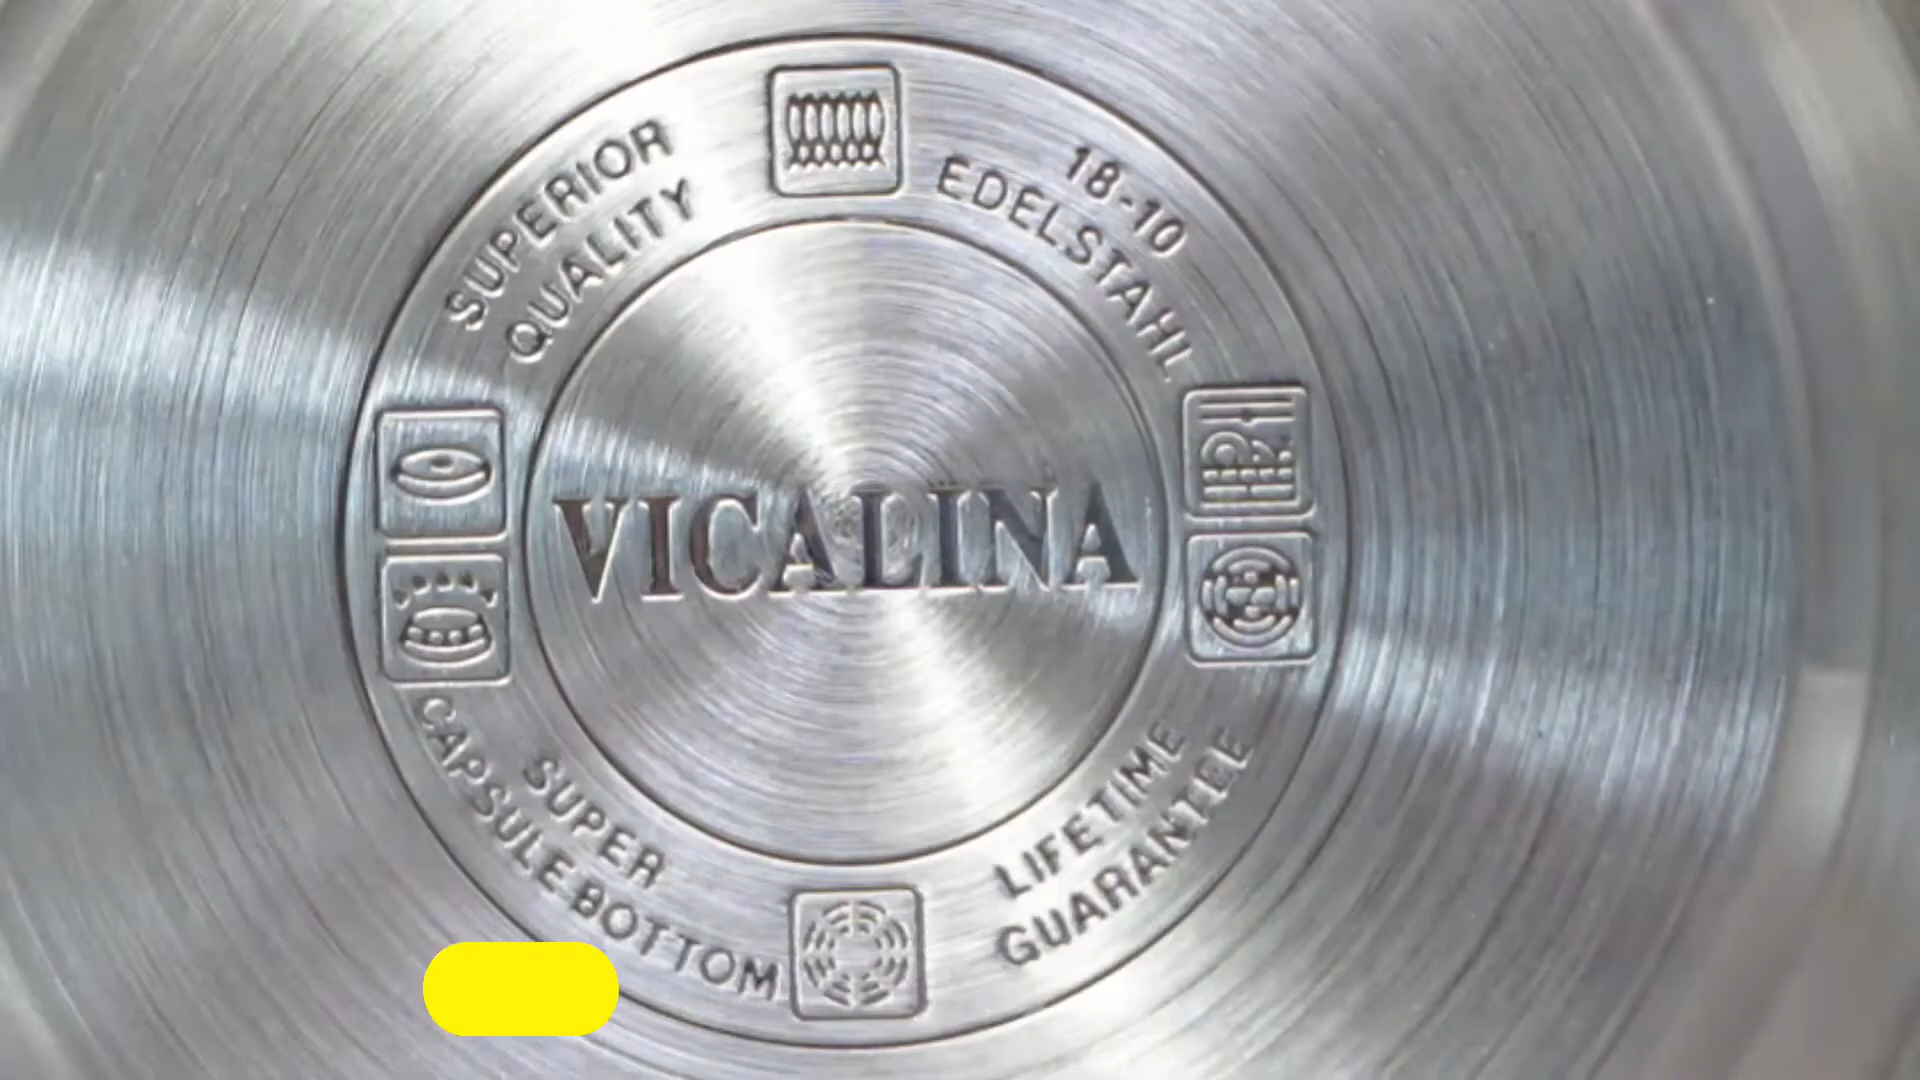 SUPERIOR
QUALITY
18-10
EDELSTAHL
VICALINA
SUPER
CAPSULE BOTTOM
LIFETIME
GUARANTEE